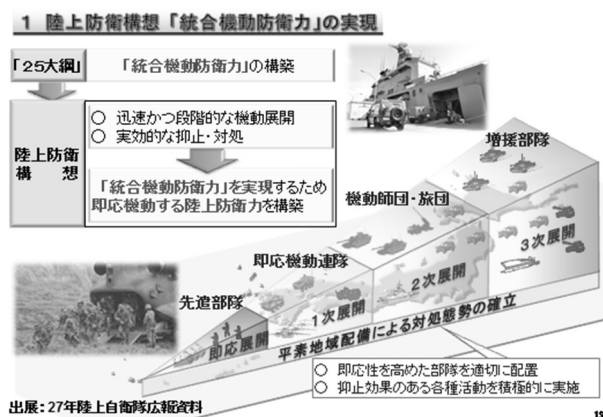 1 陸上防衛構想「統合機動防衛力」の実現
「25大綱」
「統合機動防衛力」の構築
陸上防衛
構　想
○ 迅速かつ段階的な機動展開
○ 実効的な抑止・対処
「統合機動防衛力」を実現するため
即応機動する陸上防衛力を構築
増援部隊
機動師団・旅団
即応機動連隊
先遣部隊
即応展開
1次展開
2次展開
3次展開
平素地域配備による対処態勢の確立
○ 即応性を高めた部隊を適切に配置
○ 抑止効果のある各種活動を積極的に実施
出展：27年陸上自衛隊広報資料